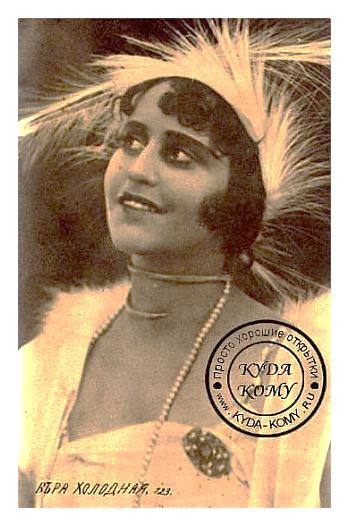 просто хорошие открытки
КУДА
КОМУ
WWW.KYDA-KOMY.RU
ВѢРА ХОЛОДНАЯ. 123.